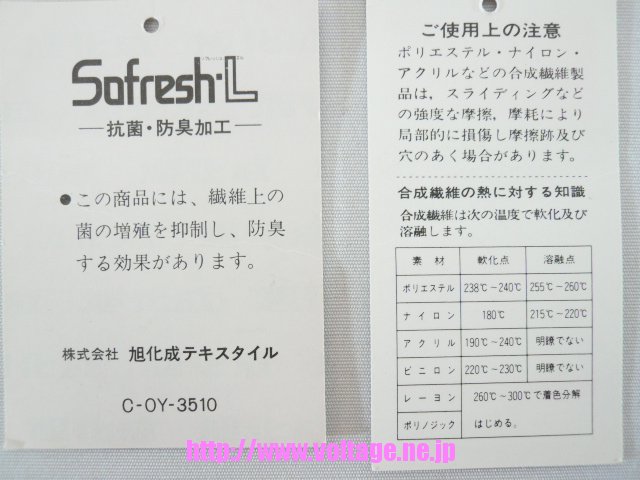 ソフレッシュ エル
Sofresh·L
―抗菌・防臭加工―
●この商品には、繊維上の
菌の増殖を抑制し、防臭
する効果があります。
株式会社 旭化成テキスタイル
C-OY-3510
ご使用上の注意
ポリエステル・ナイロン・
アクリルなどの合成繊維製
品は，スライディングなど
の強度な摩擦，摩耗により
局部的に損傷し摩擦跡及び
穴のあく場合があります。
合成繊維の熱に対する知識
合成繊維は次の温度で軟化及び
溶融します。
素材 軟化点 溶融点
ポリエステル 238℃～240℃ 255℃～260℃
ナイロン 180℃ 215℃～220℃
アクリル 190℃～240℃ 明瞭でない
ビニロン 220℃～230℃ 明瞭でない
レーヨン 260℃～300℃で着色分解
ポリノジック はじめる。
http://www.voltage.ne.jp